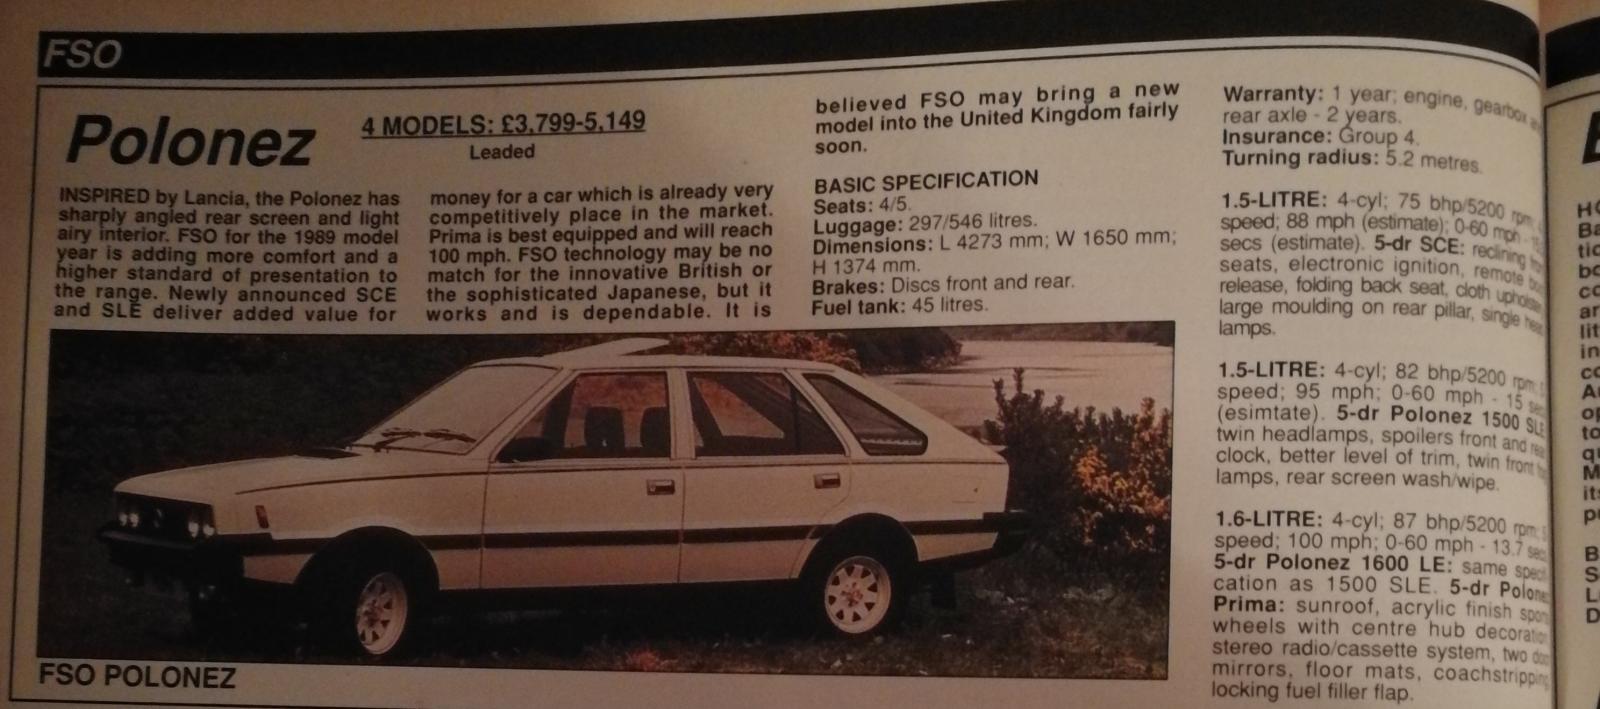 FSO
Polonez
4 MODELS: £3,799-5,149
Leaded
INSPIRED by Lancia, the Polonez has
sharply angled rear screen and light
airy interior. FSO for the 1989 model
year is adding more comfort and a
higher standard of presentation to
the range. Newly announced SCE
and SLE deliver added value for
money for a car which is already very
competitively place in the market.
Prima is best equipped and will reach
100 mph. FSO technology may be no
match for the innovative British or
the sophisticated Japanese, but it
works and is dependable. It is
believed FSO may bring a new
model into the United Kingdom fairly
soon.
BASIC SPECIFICATION
Seats: 4/5.
Luggage: 297/546 litres.
Dimensions: L 4273 mm; W 1650 mm;
H 1374 mm.
Brakes: Discs front and rear.
Fuel tank: 45 litres.
Warranty: 1 year; engine, gearbox
rear axle - 2 years.
Insurance: Group 4.
Turning radius: 5.2 metres.
1.5-LITRE: 4-cyl; 75 bhp/5200 rpm;
speed; 88 mph (estimate); 0-60 mph -
secs (estimate). 5-dr SCE: reclining
seats, electronic ignition, remote
release, folding back seat, cloth
large moulding on rear pillar, single
lamps.
1.5-LITRE: 4-cyl; 82 bhp/5200 rpm;
speed; 95 mph; 0-60 mph - 15
(esimtate). 5-dr Polonez 1500 SLE
twin headlamps, spoilers front and
clock, better level of trim, twin front
lamps, rear screen wash/wipe.
1.6-LITRE: 4-cyl; 87 bhp/5200 rpm;
speed; 100 mph; 0-60 mph - 13.7
5-dr Polonez 1600 LE: same
cation as 1500 SLE. 5-dr
Prima: sunroof, acrylic finish
wheels with centre hub
stereo radio/cassette system, two
mirrors, floor mats, coachstripping,
locking fuel filler flap.
FSO POLONEZ